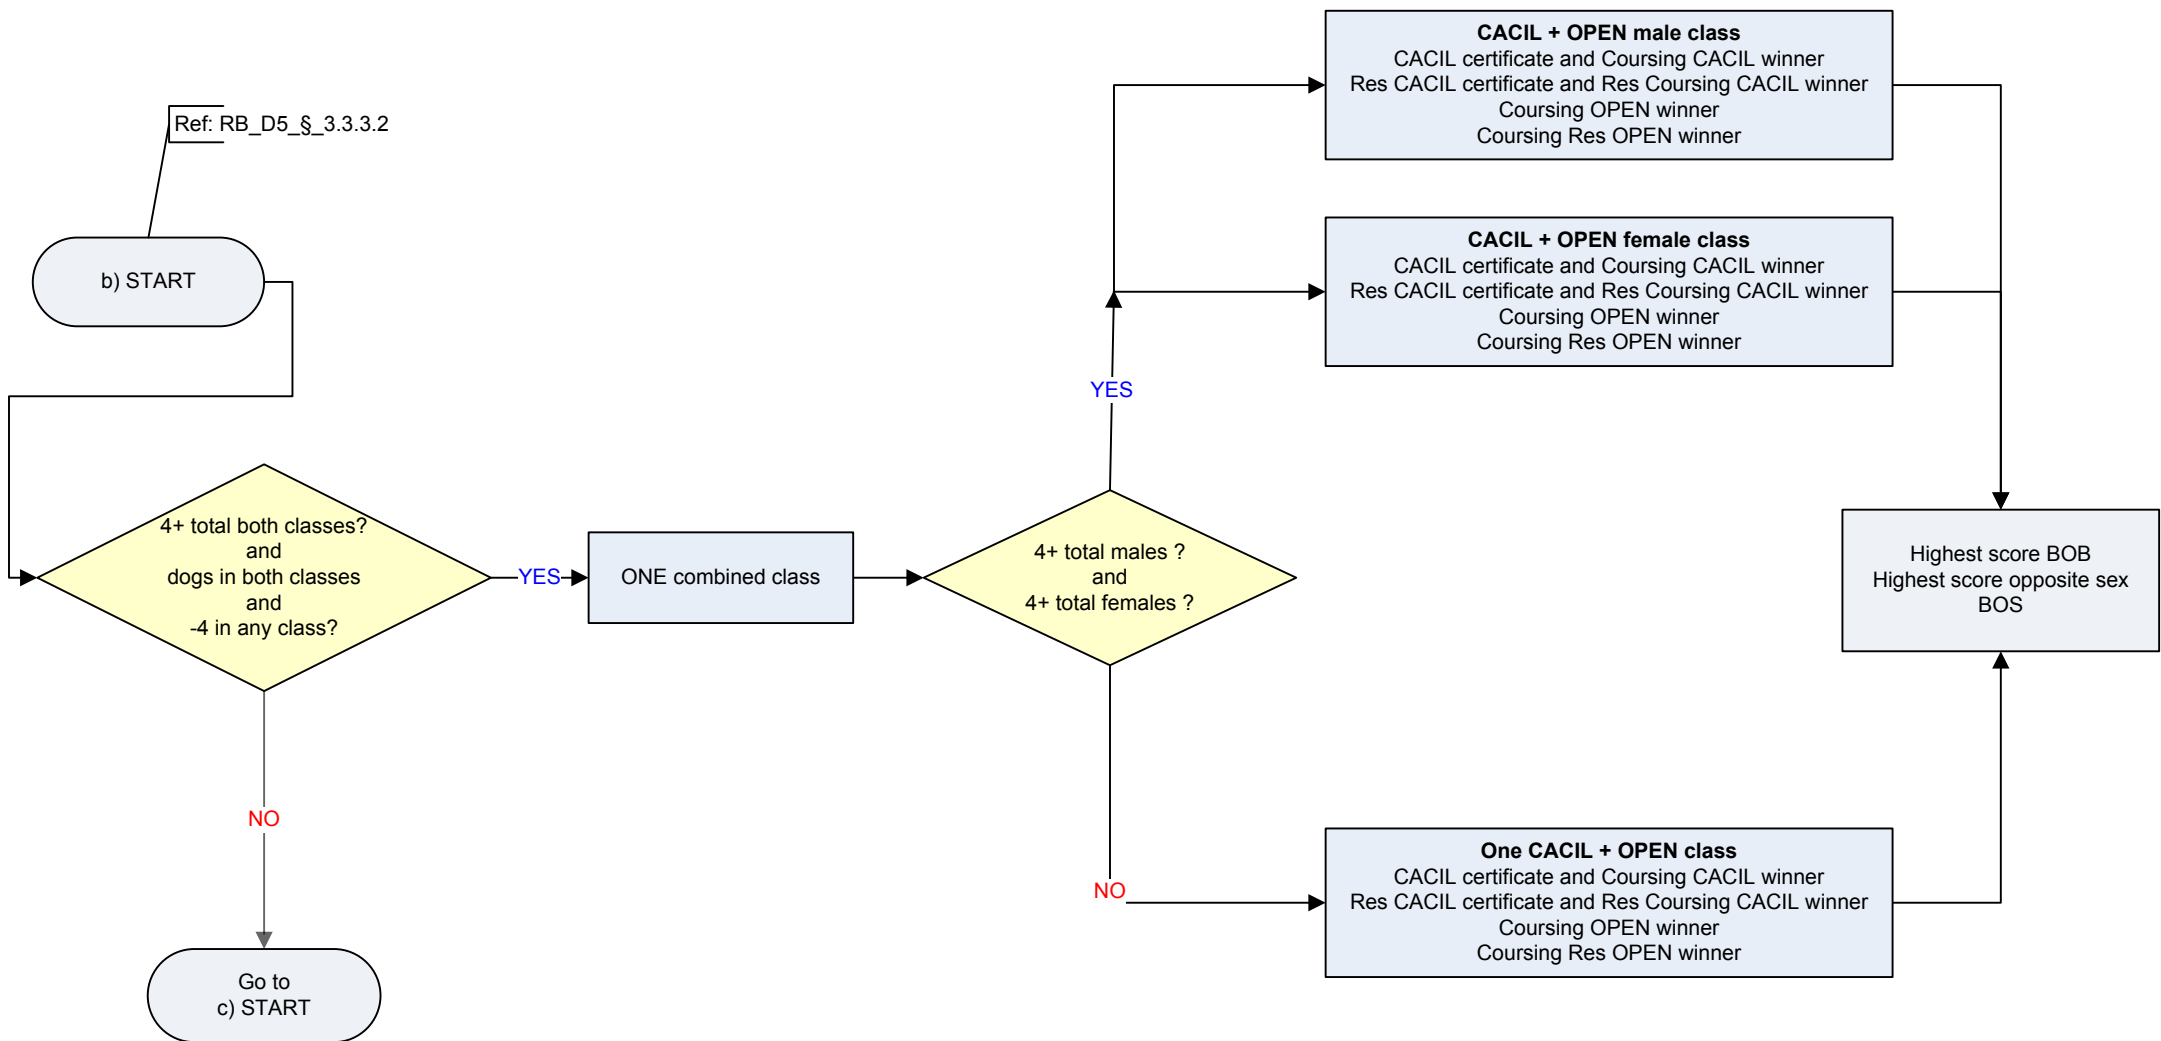 Ref: RB_D5_§_3.3.3.2
b) START
4+ total both classes?
and
dogs in both classes
and
-4 in any class?
YES
NO
Go to
c) START
ONE combined class
4+ total males ?
and
4+ total females ?
YES
NO
CACIL + OPEN male class
CACIL certificate and Coursing CACIL winner
Res CACIL certificate and Res Coursing CACIL winner
Coursing OPEN winner
Coursing Res OPEN winner
CACIL + OPEN female class
CACIL certificate and Coursing CACIL winner
Res CACIL certificate and Res Coursing CACIL winner
Coursing OPEN winner
Coursing Res OPEN winner
One CACIL + OPEN class
CACIL certificate and Coursing CACIL winner
Res CACIL certificate and Res Coursing CACIL winner
Coursing OPEN winner
Coursing Res OPEN winner
Highest score BOB
Highest score opposite sex
BOS